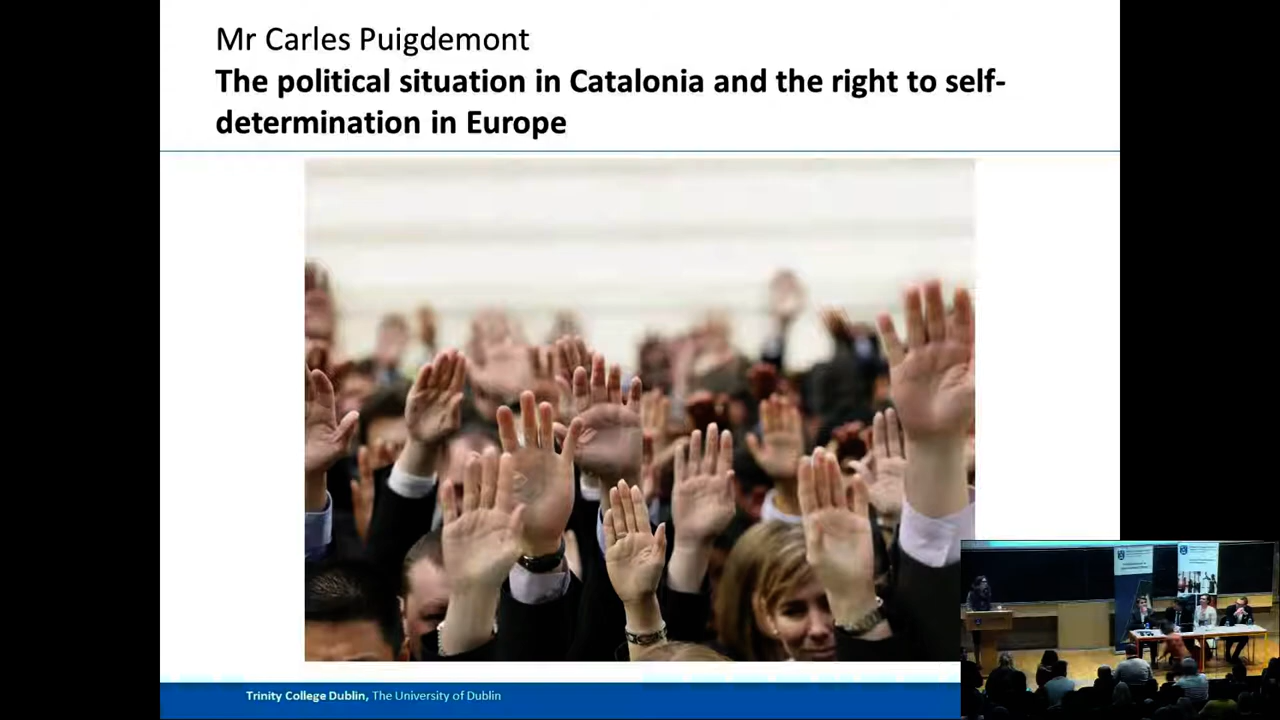 Mr Carles Puigdemont
The political situation in Catalonia and the right to self-
determination in Europe
Trinity College Dublin, The University of Dublin